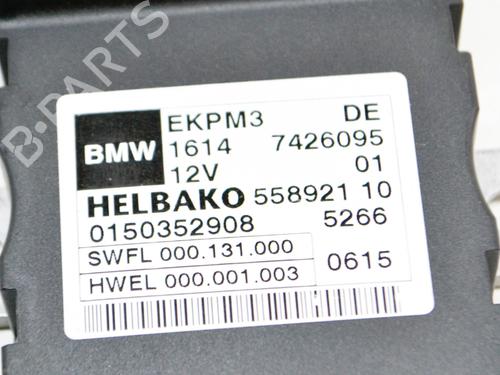 B-PARTS
BMW
EKPM3 DE
1614 7426095
12V 01
HELBAKO 558921 10
0150352908 5266
SWFL 000.131.000
HWEL 000.001.003 0615